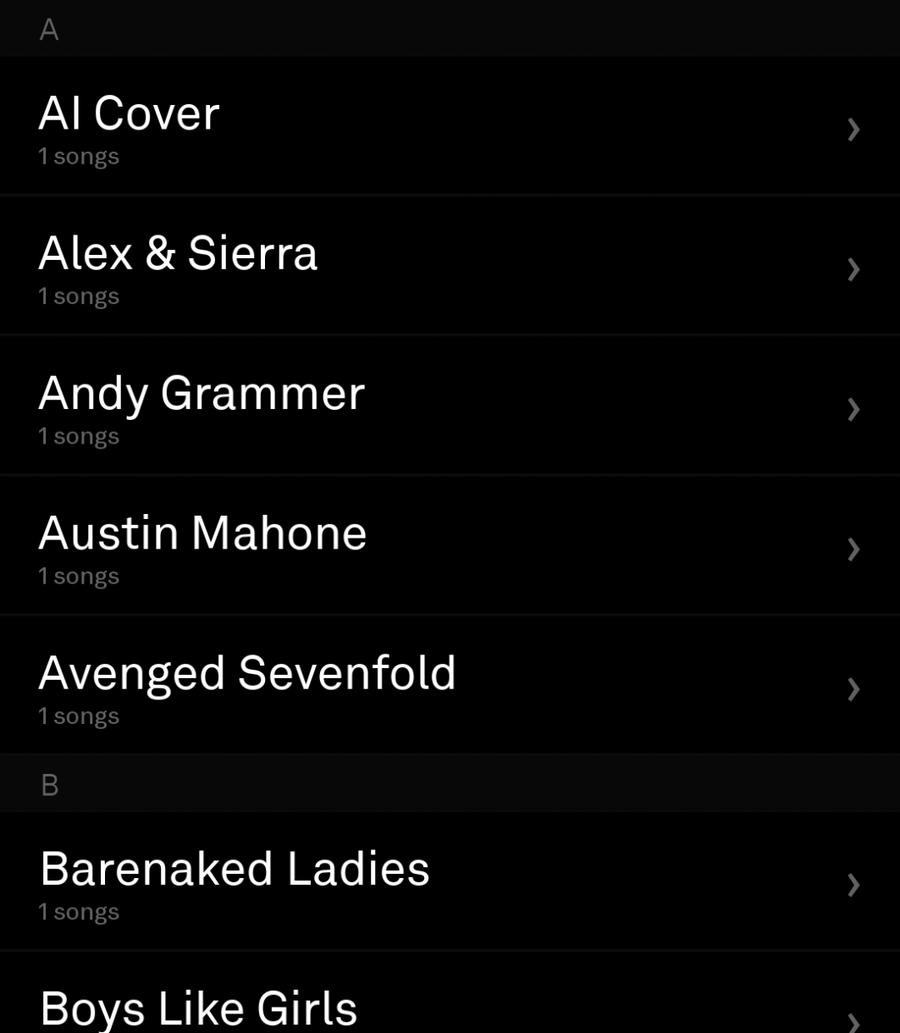 A
AI Cover
1 songs
Alex & Sierra
1 songs
Andy Grammer
1 songs
Austin Mahone
1 songs
Avenged Sevenfold
1 songs
B
Barenaked Ladies
1 songs
Boys Like Girls